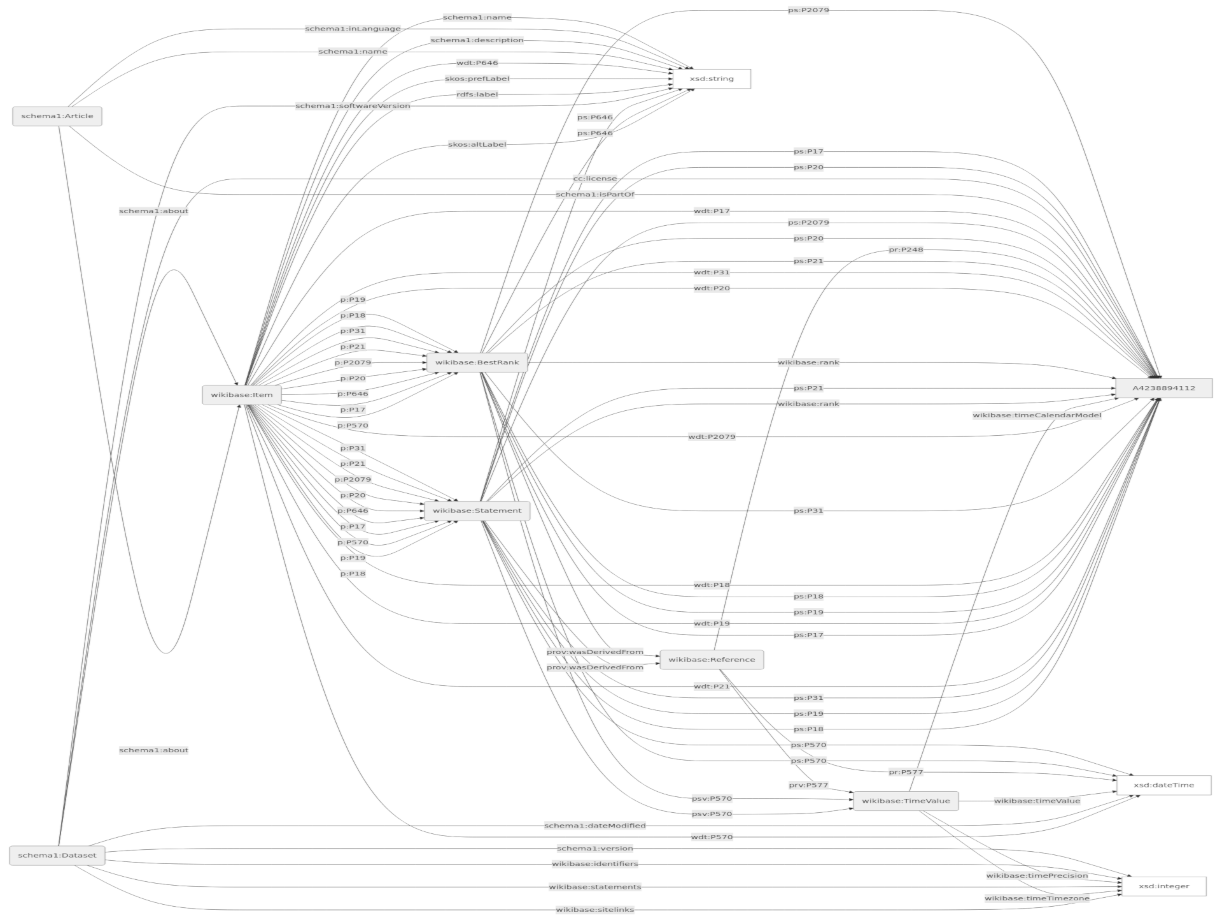 ps:P2079
schema1:name
schema1:inLanguage
schema1:description
schema1:name
wdt:P646
xsd:string
skos:prefLabel
rdfs:label
schema1:softwareVersion
schema1:Article
ps:P646
ps:P646
skos:altLabel
ps:P17
ps:P20
cc:license
schema1:isPartOf
schema1:about
wdt:P17
ps:P2079
ps:P20
pr:P248
ps:P21
wdt:P31
wdt:P20
p:P19
p:P18
p:P31
p:P21
p:P2079
wikibase:BestRank
wikibase:rank
p:P20
ps:P21
A4238894112
wikibase:Item
p:P646
wikibase:rank
p:P17
wikibase:timeCalendarModel
p:P570
wdt:P2079
p:P31
p:P21
p:P2079
p:P20
p:P646
wikibase:Statement
ps:P31
p:P17
p:P570
p:P19
p:P18
wdt:P18
ps:P18
ps:P19
wdt:P19
ps:P17
prov:wasDerivedFrom
wikibase:Reference
prov:wasDerivedFrom
wdt:P21
ps:P31
ps:P19
ps:P18
ps:P570
schema1:about
ps:P570
pr:P577
prv:P577
xsd:dateTime
psv:P570
wikibase:TimeValue
wikibase:timeValue
psv:P570
schema1:dateModified
wdt:P570
schema1:version
schema1:Dataset
wikibase:identifiers
wikibase:timePrecision
wikibase:statements
xsd:integer
wikibase:timeTimezone
wikibase:sitelinks